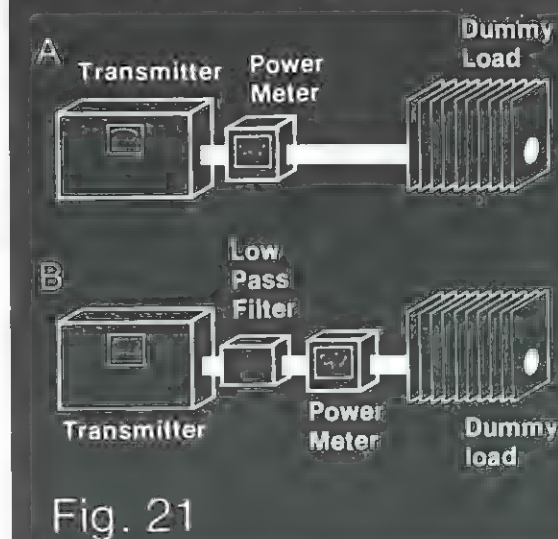 A
Transmitter
Power
Meter
Dummy
Load
B
Low
Pass
Filter
Transmitter
Power
Meter
Dummy
load
Fig. 21